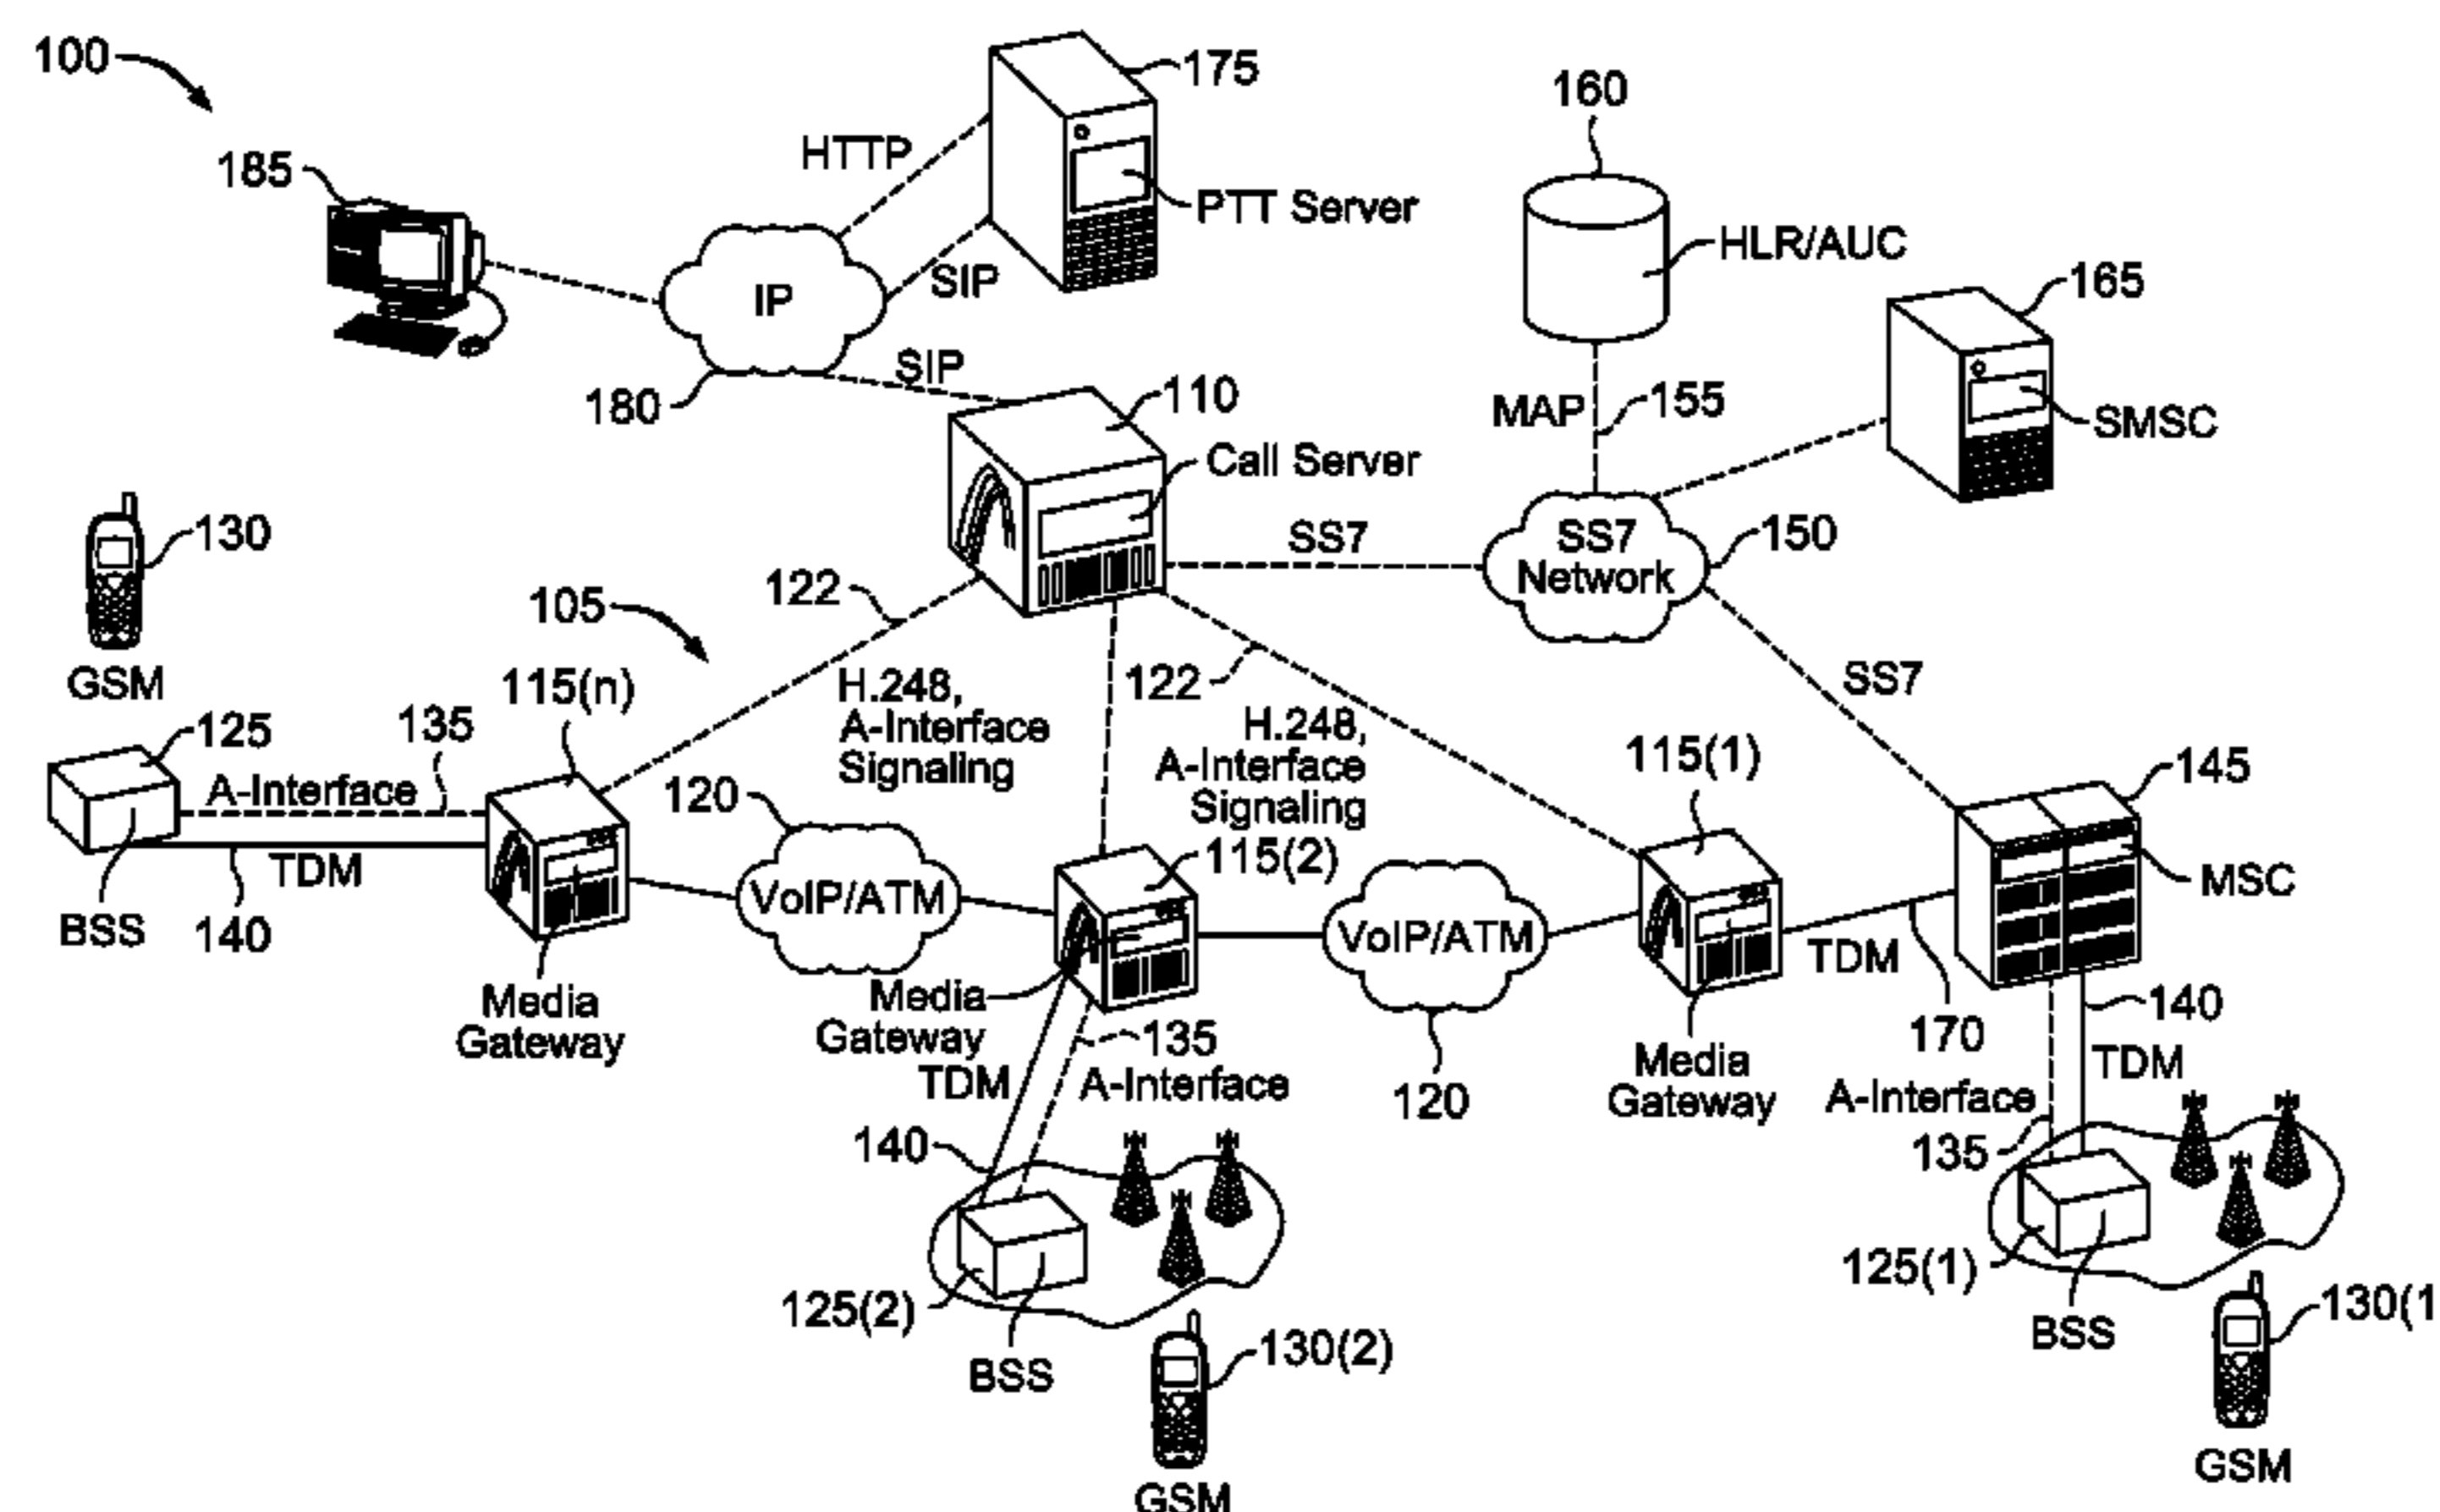 100
175
160
HTTP
185
PTT Server
HLR/AUC
165
IP
SIP
SIP
180
110
MAP
155
SMSC
Call Server
130
SS7
SS7
Network
150
122
105
GSM
115(n)
H.248,
A-Interface
Signaling
122
SS7
125
135
H.248,
A-Interface
Signaling
115(1)
145
A-Interface
120
115(2)
TDM
VoIP/ATM
VoIP/ATM
MSC
BSS
140
TDM
Media
Gateway
Media
Gateway
135
TDM
A-Interface
120
Media
Gateway
170
140
TDM
A-Interface
135
140
125(2)
BSS
130(2)
GSM
125(1)
BSS
130(1
GSM